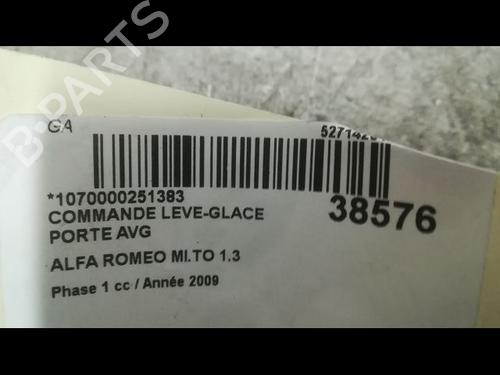 GA
*1070000251383
COMMANDE LEVE-GLACE
38576
PORTE AVG
ALFA ROMEO MI.TO 1.3
Phase 1 cc / Année 2009
B-PARTS